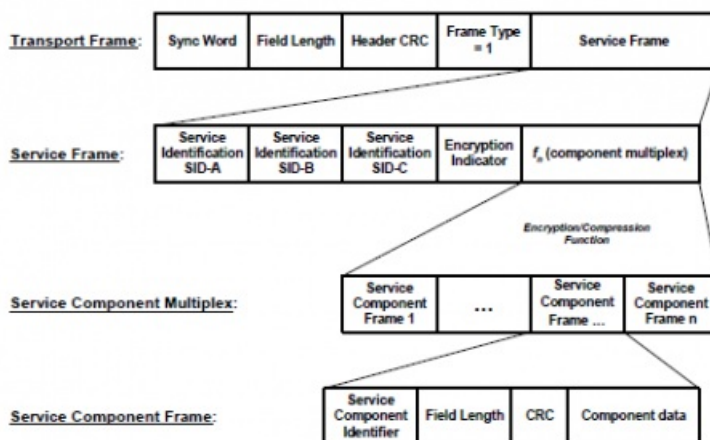 Transport Frame:
Sync Word
Field Length
Header CRC
Frame Type
= 1
Service Frame
Service Frame:
Service
Identification
SID-A
Service
Identification
SID-B
Service
Identification
SID-C
Encryption
Indicator
fn (component multiplex)
Encryption/Compression
Function
Service Component Multiplex:
Service
Component
Frame 1
...
Service
Component
Frame ...
Service
Component
Frame n
Service Component Frame:
Service
Component
Identifier
Field Length
CRC
Component data